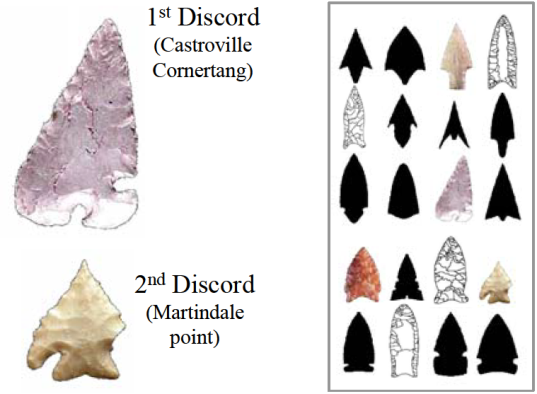 1st Discord
(Castroville
Cornertang)
2nd Discord
(Martindale
point)